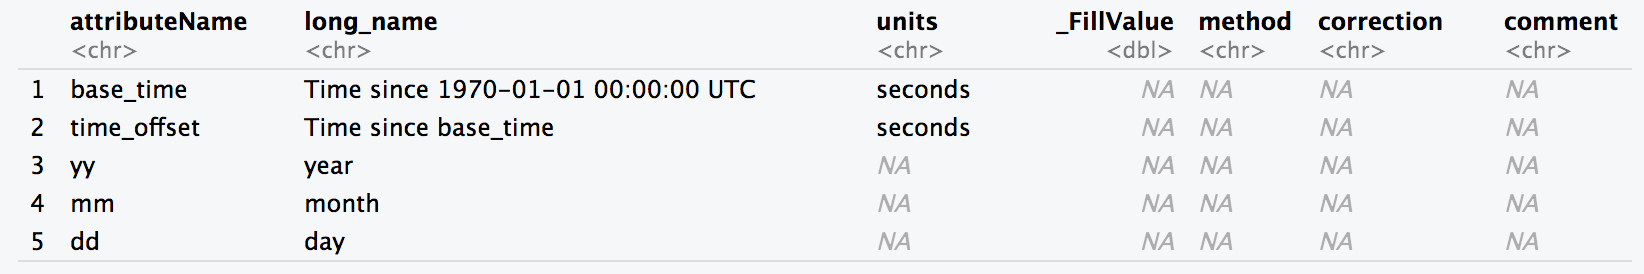 attributeName long_name units _FillValue method correction comment
<chr> <chr> <chr> <dbl> <chr> <chr> <chr>
1 base_time Time since 1970-01-01 00:00:00 UTC seconds NA NA NA NA
2 time_offset Time since base_time seconds NA NA NA NA
3 yy year NA NA NA NA NA
4 mm month NA NA NA NA NA
5 dd day NA NA NA NA NA